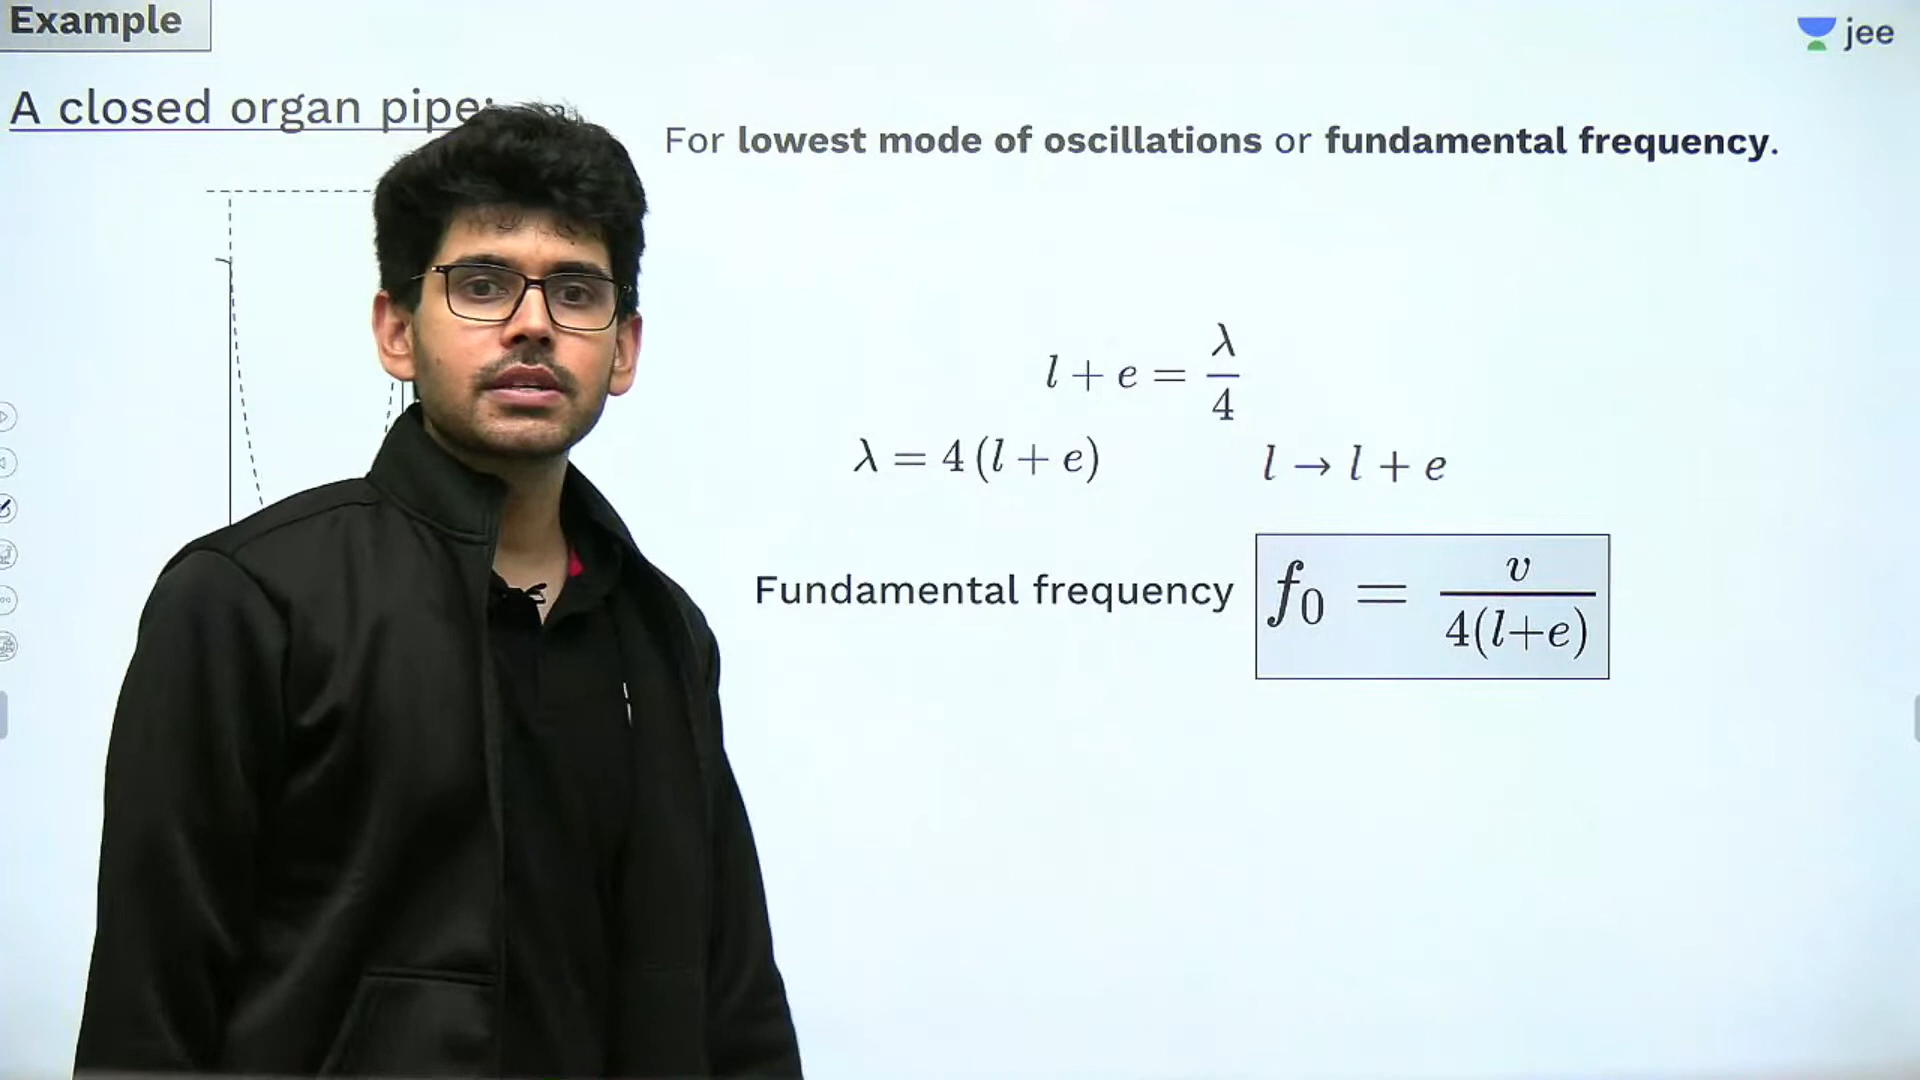 Example
jee
A closed organ pipe:
For lowest mode of oscillations or fundamental frequency.
l + e = λ/4
λ = 4 (l + e)
l → l + e
Fundamental frequency f₀ = v/4(l+e)